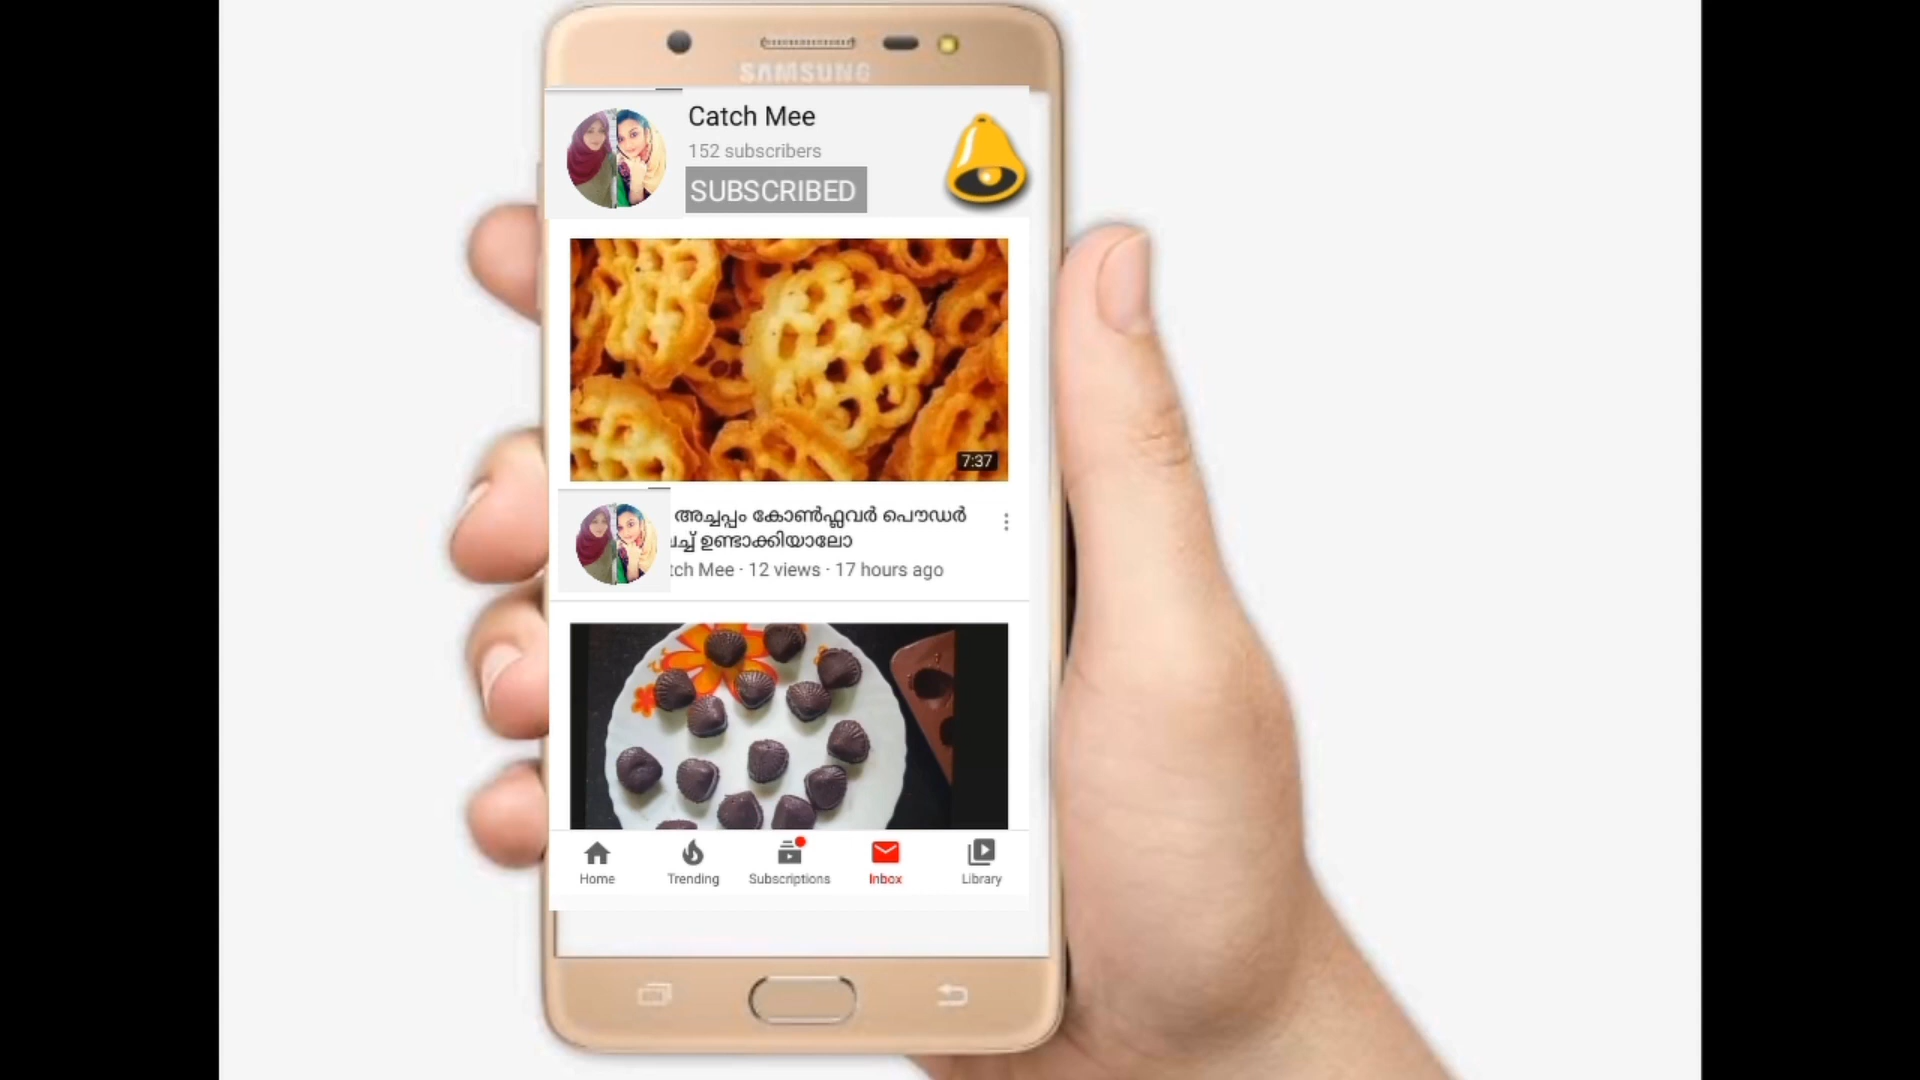 SAMSUNG
Catch Mee
152 subscribers
SUBSCRIBED
7:37
അച്ചപ്പം കോൺഫ്ലവർ പൌഡർ
ഉണ്ടാക്കിയാലോ
Mee · 12 views · 17 hours ago
Home
Trending
Subscriptions
Inbox
Library